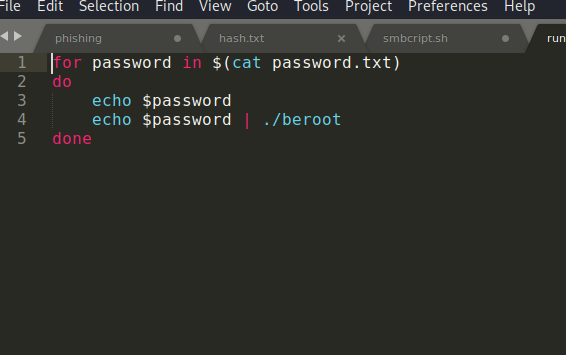 File Edit Selection Find View Goto Tools Project Preferences Help
phishing hash.txt smbcript.sh run
1 for password in $(cat password.txt)
2 do
3 echo $password
4 echo $password | ./beroot
5 done